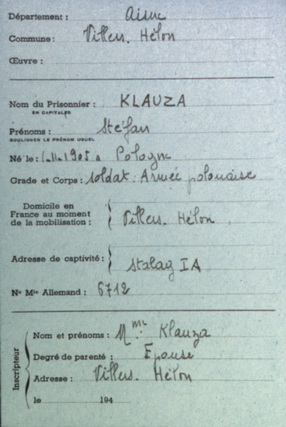 Département : Aisne
Commune : Villers. Hélon
Œuvre :
Nom du Prisonnier : KLAUZA
EN CAPITALES
Prénoms : Stéfan
SOULIGNER LE PRÉNOM USUEL
Né le : 1.11.1905 a Pologne
Grade et Corps : soldat. Armée polonaise
Domicile en
France au moment
de la mobilisation : Villers. Hélon.
Adresse de captivité : Stalag IA
No Mle Allemand : 6712
Inscripteur
Nom et prénoms : Mme Klauza
Degré de parenté : Epouse
Adresse : Villers. Hélon
le 194